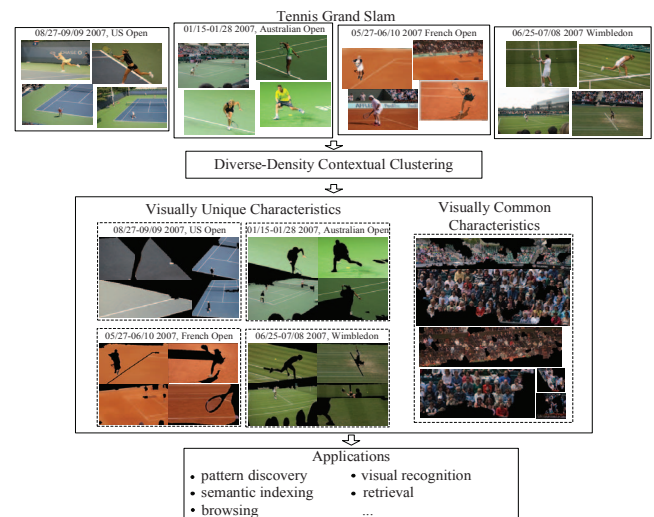 Tennis Grand Slam
08/27-09/09 2007, US Open
01/15-01/28 2007, Australian Open
05/27-06/10 2007 French Open
06/25-07/08 2007 Wimbledon
Diverse-Density Contextual Clustering
Visually Unique Characteristics
Visually Common
Characteristics
08/27-09/09 2007, US Open
01/15-01/28 2007, Australian Open
05/27-06/10 2007, French Open
06/25-07/08 2007, Wimbledon
Applications
• pattern discovery
• visual recognition
• semantic indexing
• retrieval
• browsing
...